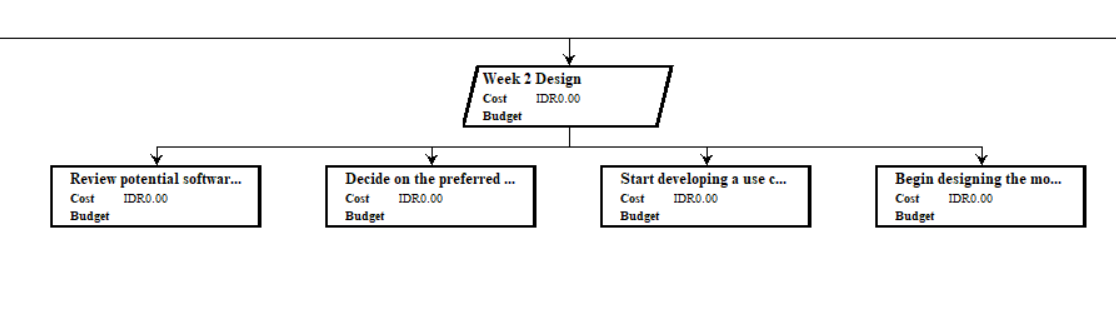 Week 2 Design
Cost IDR0.00
Budget
Review potential softwar...
Cost IDR0.00
Budget
Decide on the preferred ...
Cost IDR0.00
Budget
Start developing a use c...
Cost IDR0.00
Budget
Begin designing the mo...
Cost IDR0.00
Budget